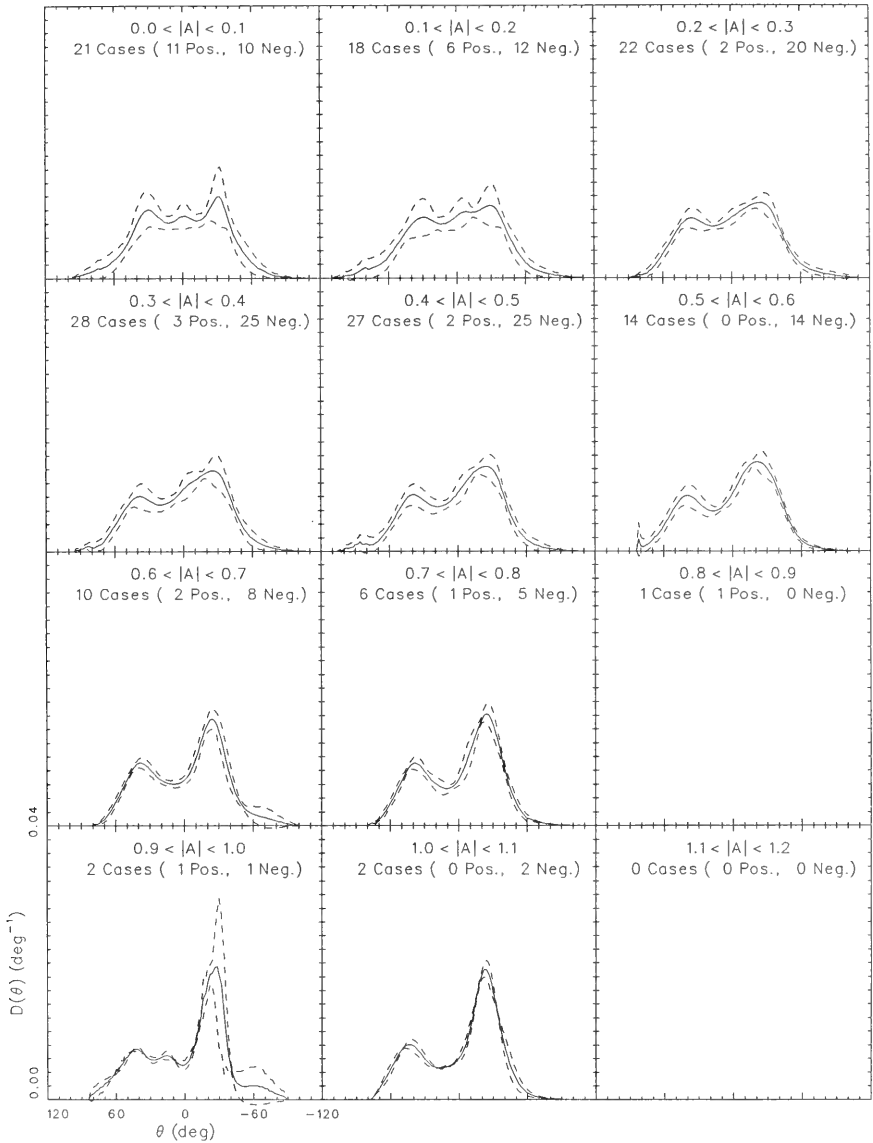 0.0 < |A| < 0.1
21 Cases ( 11 Pos., 10 Neg.)
0.1 < |A| < 0.2
18 Cases ( 6 Pos., 12 Neg.)
0.2 < |A| < 0.3
22 Cases ( 2 Pos., 20 Neg.)
0.3 < |A| < 0.4
28 Cases ( 3 Pos., 25 Neg.)
0.4 < |A| < 0.5
27 Cases ( 2 Pos., 25 Neg.)
0.5 < |A| < 0.6
14 Cases ( 0 Pos., 14 Neg.)
0.6 < |A| < 0.7
10 Cases ( 2 Pos., 8 Neg.)
0.7 < |A| < 0.8
6 Cases ( 1 Pos., 5 Neg.)
0.8 < |A| < 0.9
1 Case ( 1 Pos., 0 Neg.)
0.9 < |A| < 1.0
2 Cases ( 1 Pos., 1 Neg.)
1.0 < |A| < 1.1
2 Cases ( 0 Pos., 2 Neg.)
1.1 < |A| < 1.2
0 Cases ( 0 Pos., 0 Neg.)
0.04
D(θ) (deg⁻¹)
0.00
120 60 0 -60 -120
θ (deg)